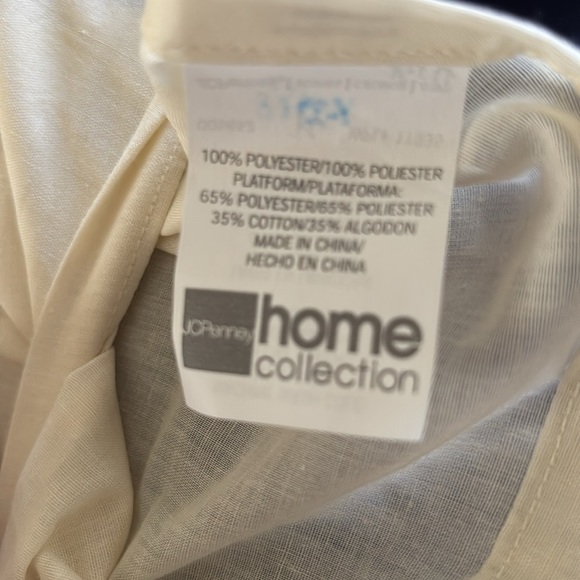 100% POLYESTER/100% POLIESTER
PLATFORM/PLATAFORMA:
65% POLYESTER/65% POLIESTER
35% COTTON/35% ALGODON
MADE IN CHINA/
HECHO EN CHINA
JCPenney home
collection